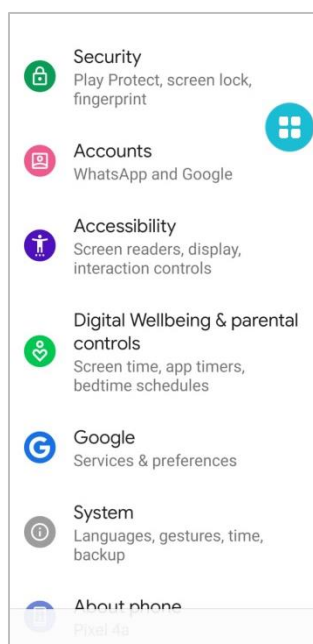 Security
Play Protect, screen lock,
fingerprint
Accounts
WhatsApp and Google
Accessibility
Screen readers, display,
interaction controls
Digital Wellbeing & parental
controls
Screen time, app timers,
bedtime schedules
Google
Services & preferences
System
Languages, gestures, time,
backup
About phone
Pixel 4a